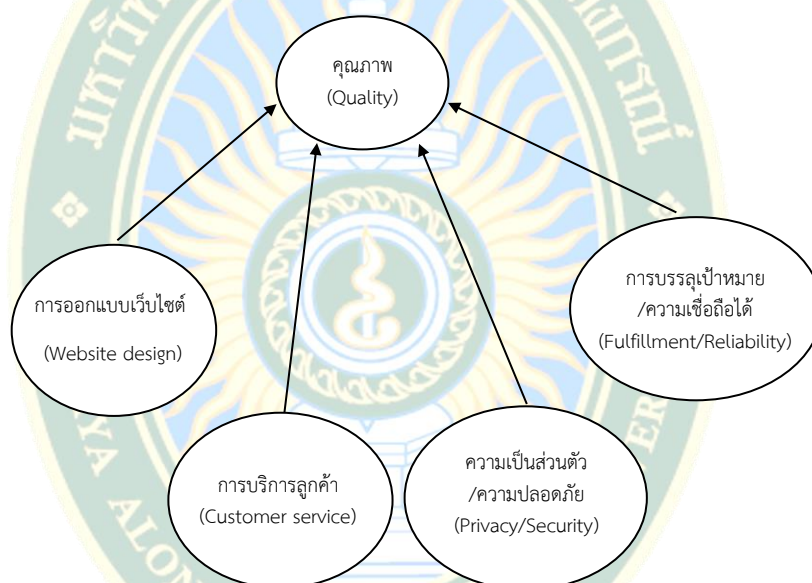 คุณภาพ
(Quality)
การออกแบบเว็บไซต์
(Website design)
การบรรลุเป้าหมาย
/ความเชื่อถือได้
(Fulfillment/Reliability)
การบริการลูกค้า
(Customer service)
ความเป็นส่วนตัว
/ความปลอดภัย
(Privacy/Security)